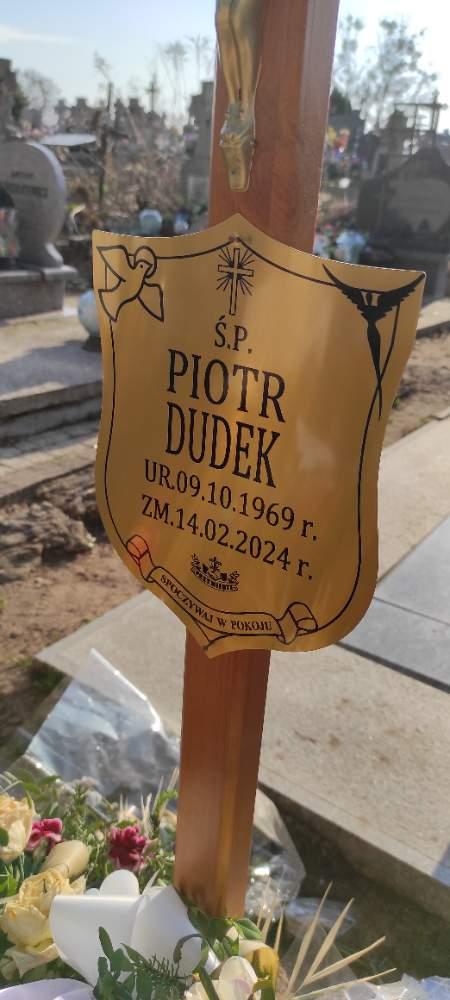 Ś.P.
PIOTR
DUDEK
UR.09.10.1969 r.
ZM.14.02.2024 r.
SPOCZYWAJ W POKOJU